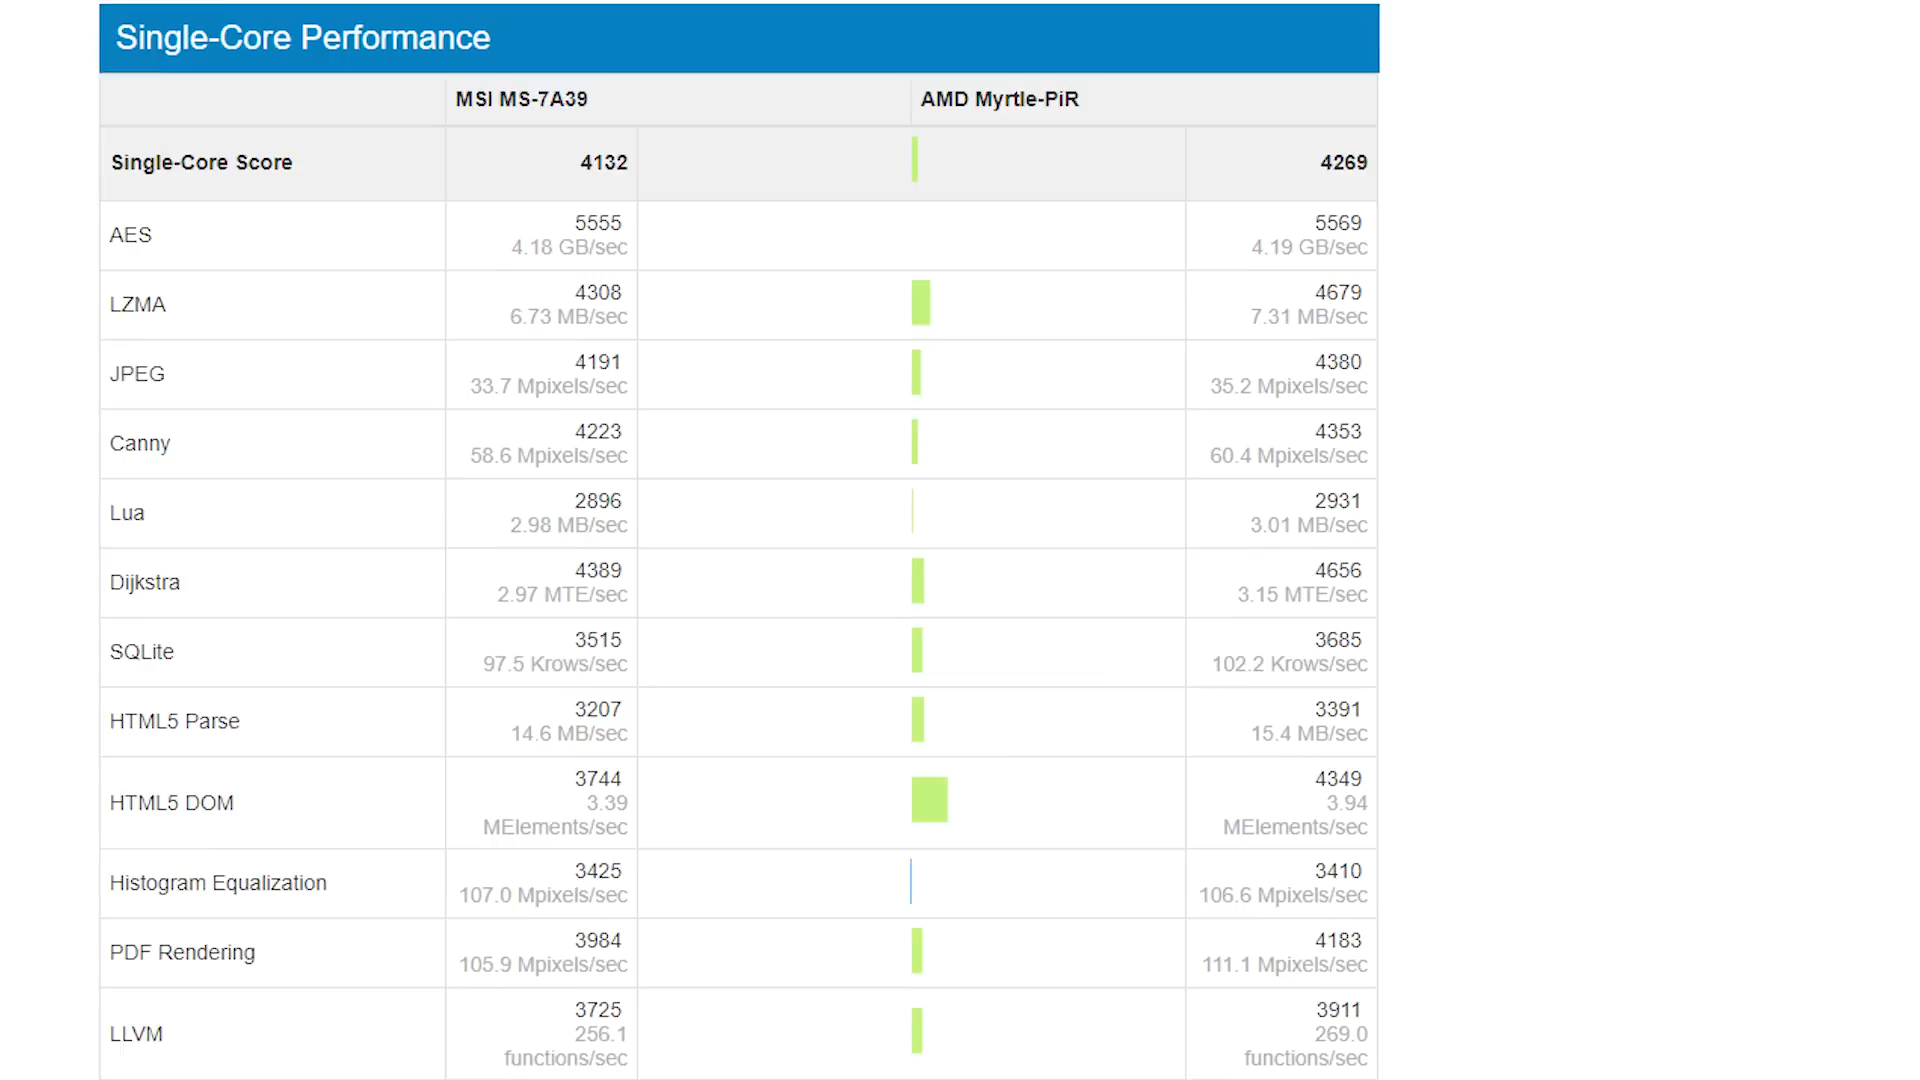 Single-Core Performance
MSI MS-7A39 AMD Myrtle-PiR
Single-Core Score 4132 4269
AES 5555 5569
4.18 GB/sec 4.19 GB/sec
LZMA 4308 4679
6.73 MB/sec 7.31 MB/sec
JPEG 4191 4380
33.7 Mpixels/sec 35.2 Mpixels/sec
Canny 4223 4353
58.6 Mpixels/sec 60.4 Mpixels/sec
Lua 2896 2931
2.98 MB/sec 3.01 MB/sec
Dijkstra 4389 4656
2.97 MTE/sec 3.15 MTE/sec
SQLite 3515 3685
97.5 Krows/sec 102.2 Krows/sec
HTML5 Parse 3207 3391
14.6 MB/sec 15.4 MB/sec
HTML5 DOM 3744 4349
3.39 3.94
MElements/sec MElements/sec
Histogram Equalization 3425 3410
107.0 Mpixels/sec 106.6 Mpixels/sec
PDF Rendering 3984 4183
105.9 Mpixels/sec 111.1 Mpixels/sec
LLVM 3725 3911
256.1 269.0
functions/sec functions/sec